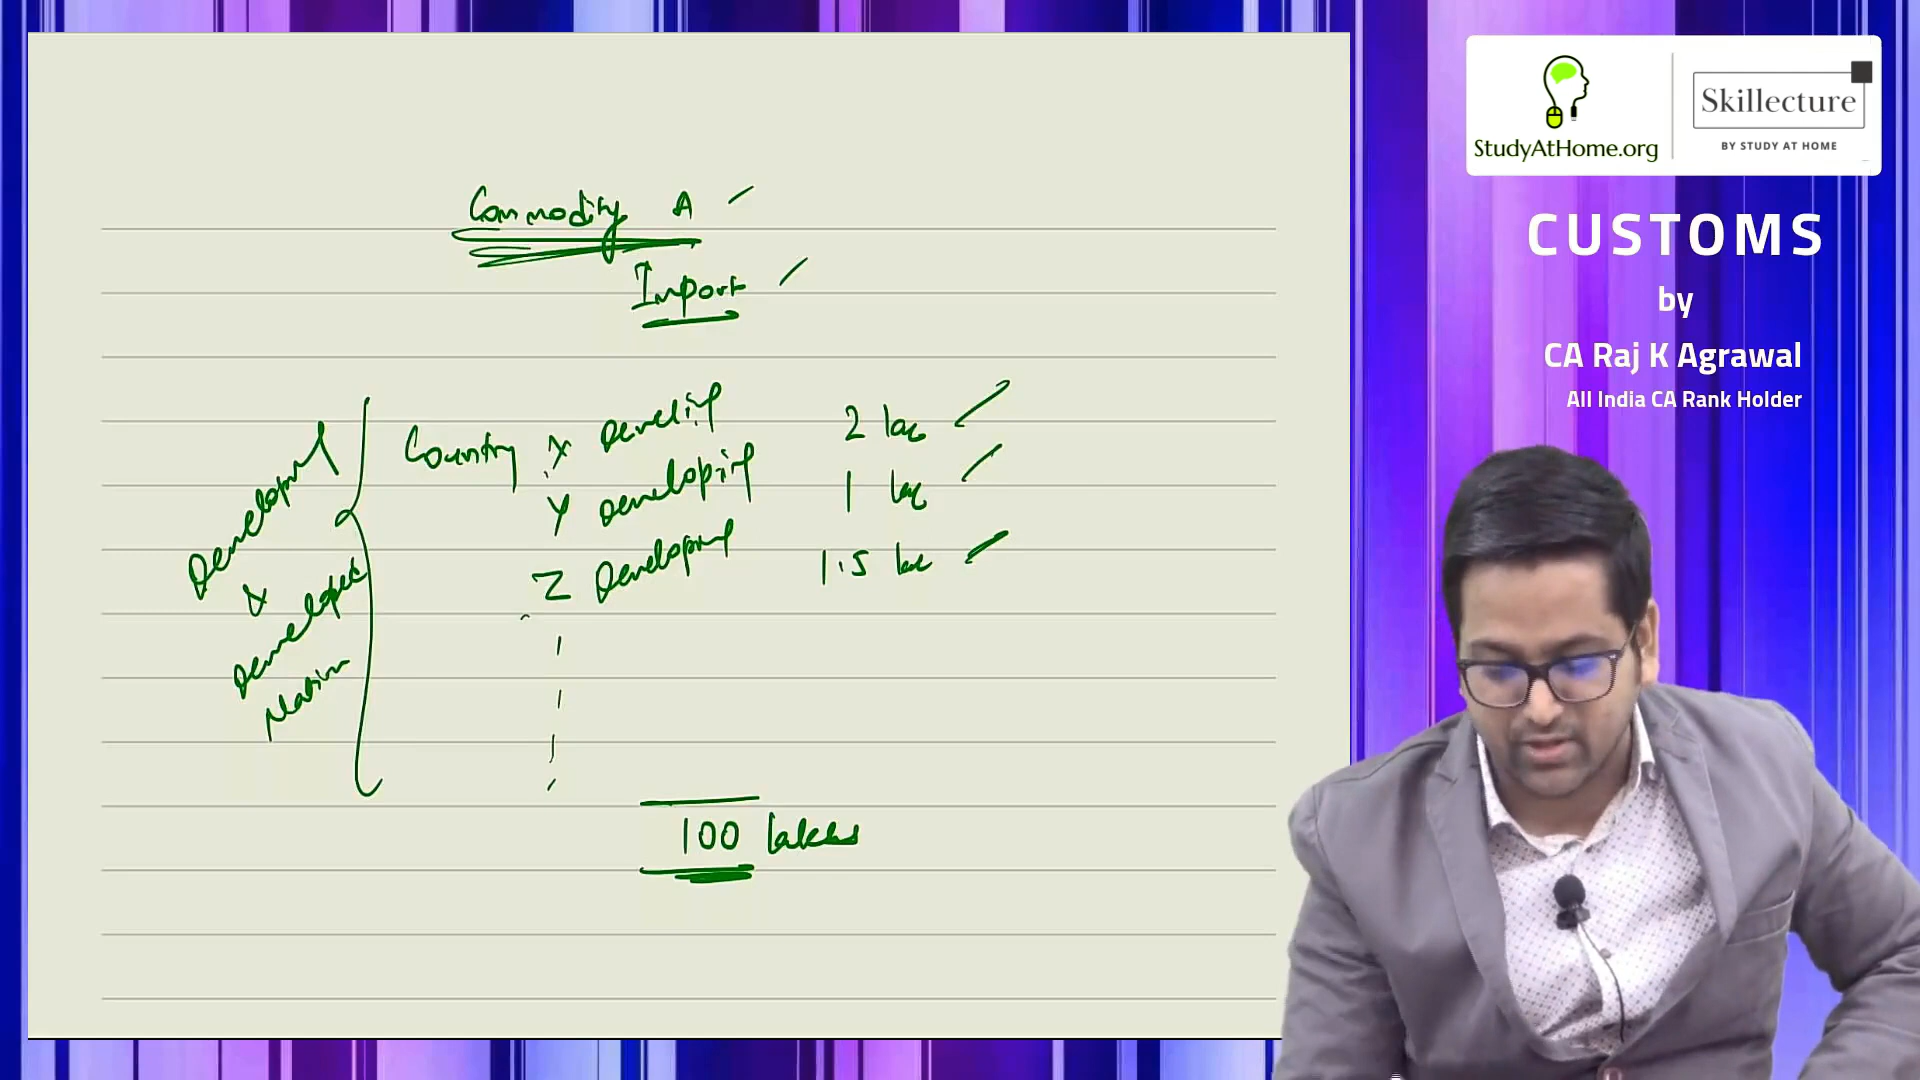 Commodity A
Import
Country X
Y Developing
Z Developing
2 lac
1 lac
1.5 lac
Developing
&
Developed
Nation
100 lakhs
StudyAtHome.org
Skillecture
BY STUDY AT HOME
CUSTOMS
by
CA Raj K Agrawal
All India CA Rank Holder